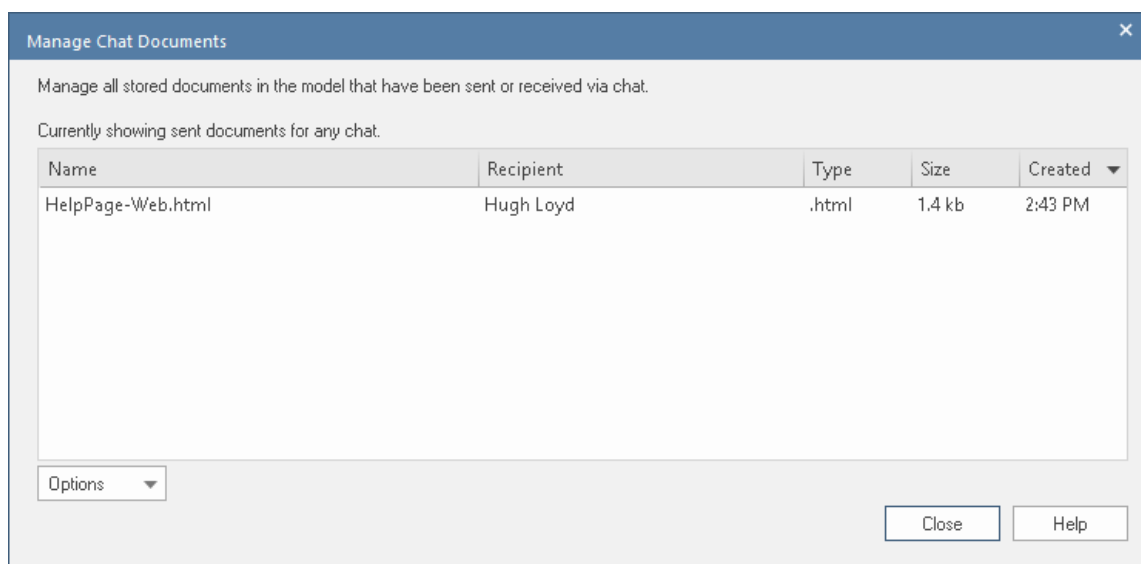 Manage Chat Documents
Manage all stored documents in the model that have been sent or received via chat.
Currently showing sent documents for any chat.
Name Recipient Type Size Created
HelpPage-Web.html Hugh Loyd .html 1.4 kb 2:43 PM
Options
Close Help